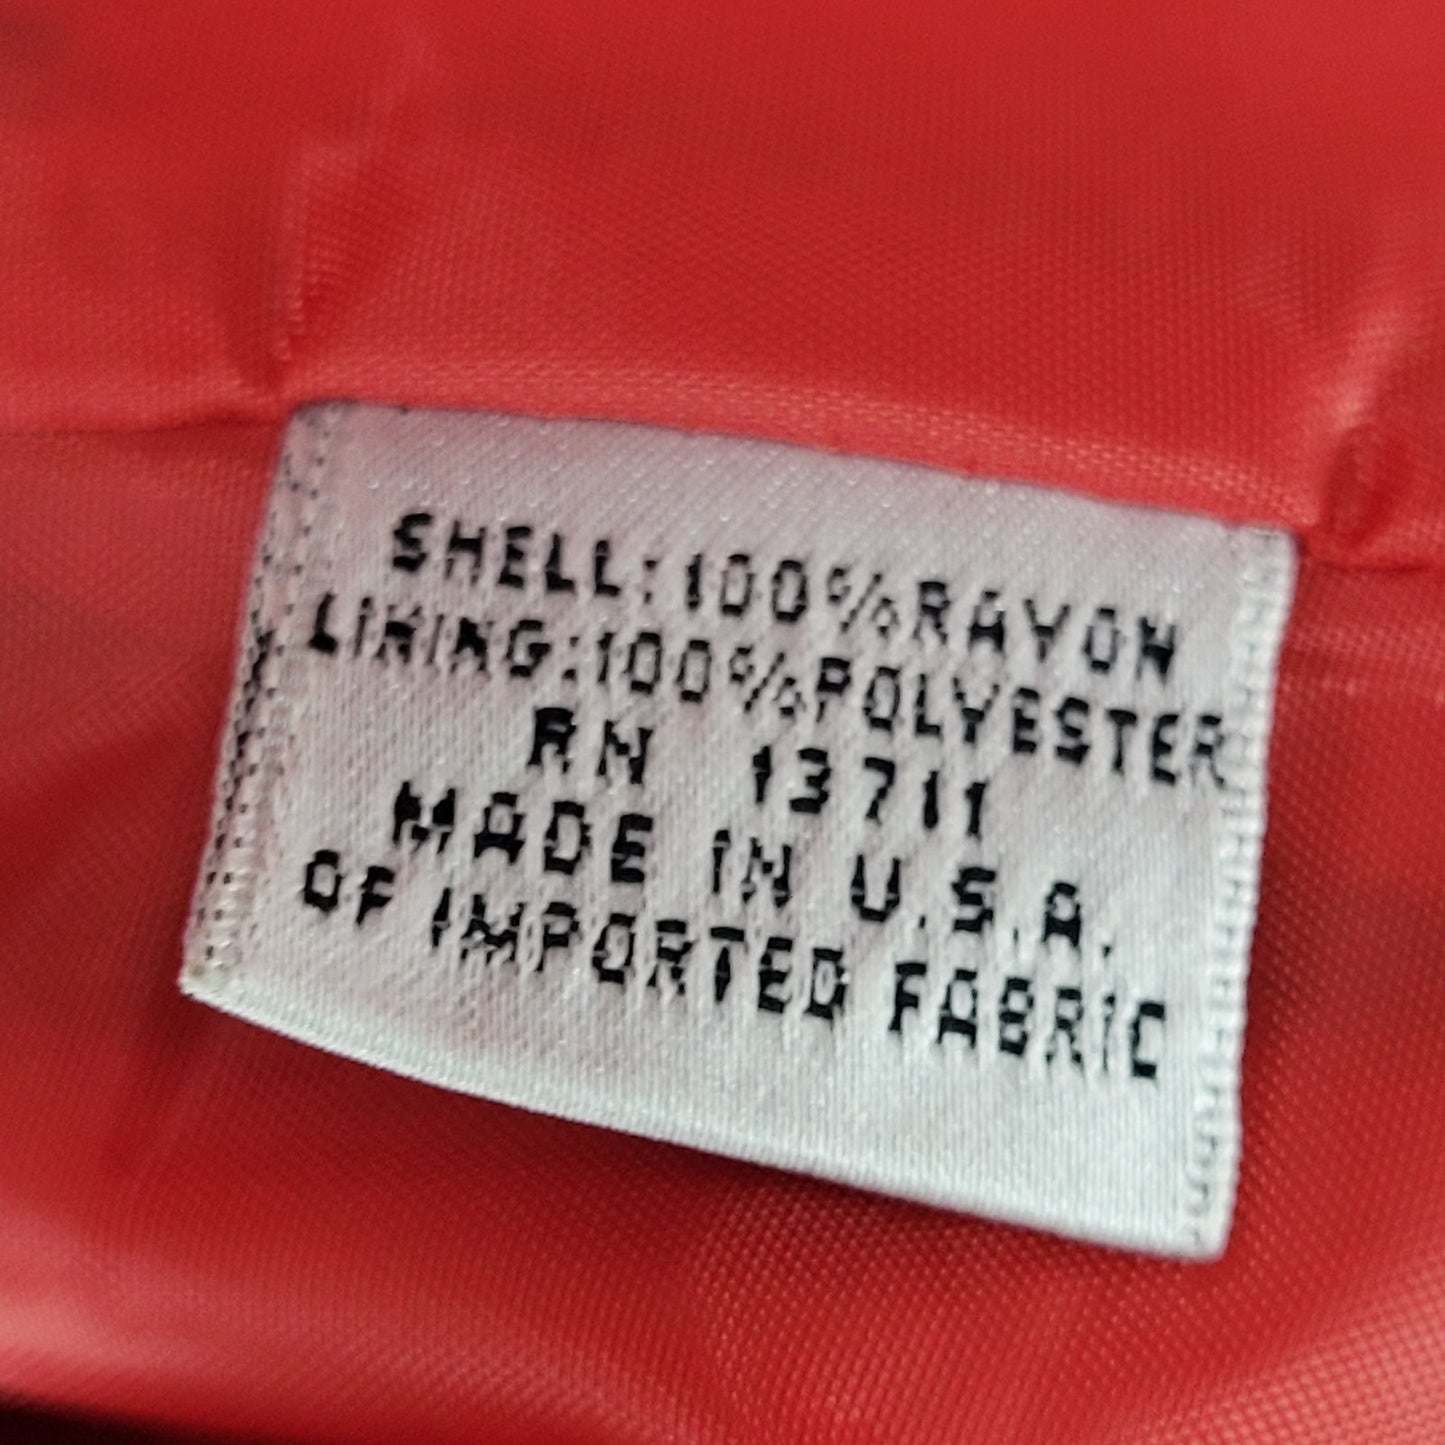 SHELL:100%RAYON
LINING:100%POLYESTER
RN 13711
MADE IN U.S.A.
OF IMPORTED FABRIC